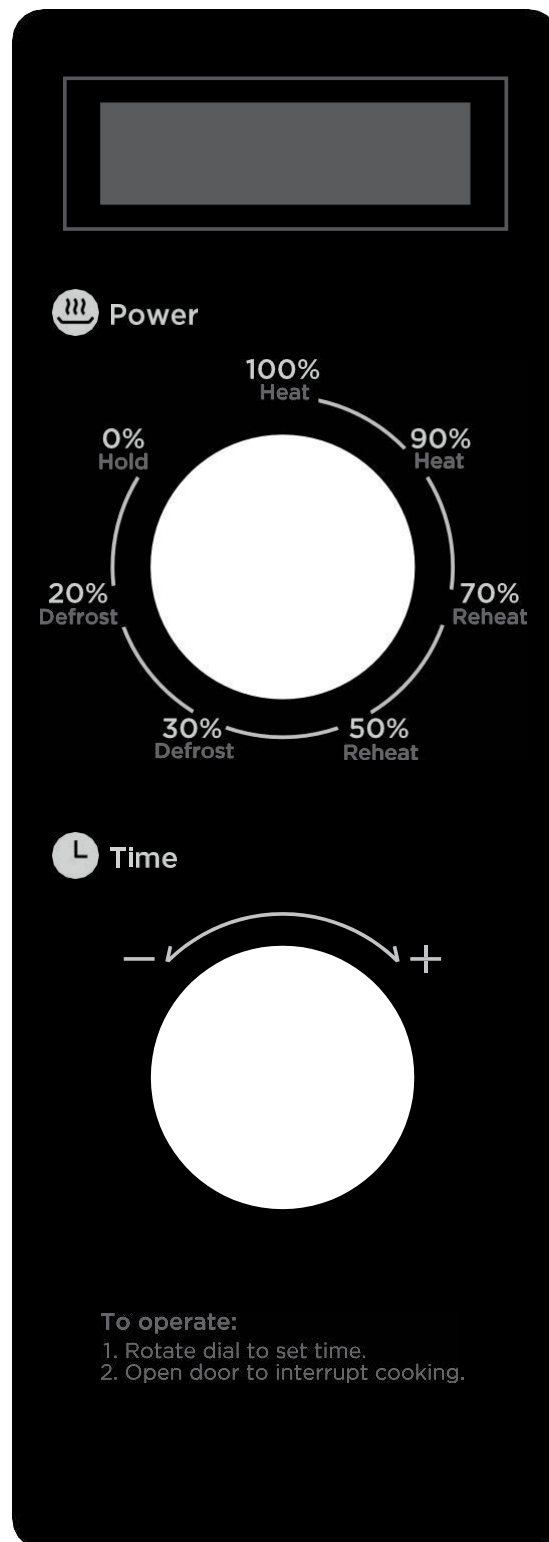 Power
100%
Heat
0%
Hold
90%
Heat
20%
Defrost
70%
Reheat
30%
Defrost
50%
Reheat
Time
− +
To operate:
1. Rotate dial to set time.
2. Open door to interrupt cooking.